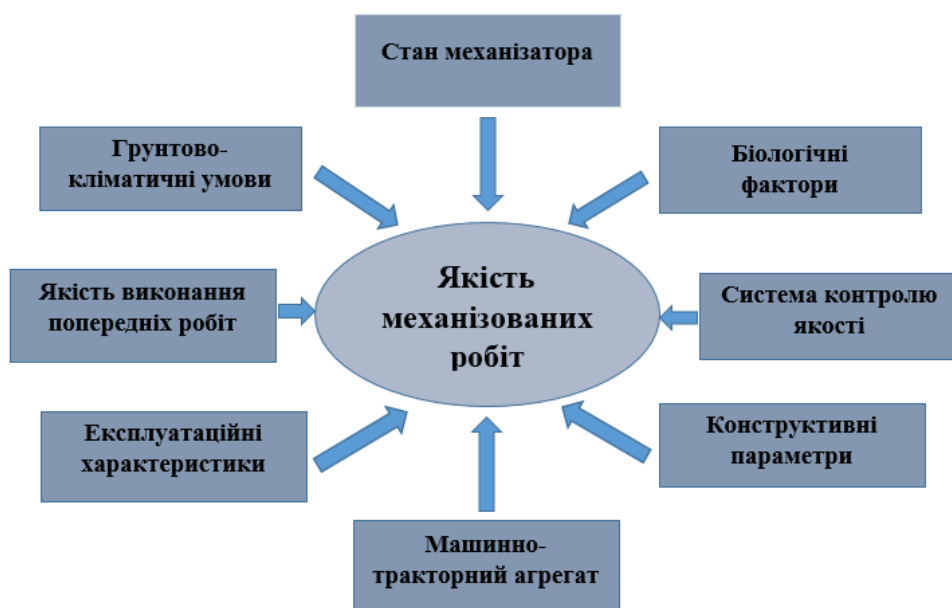 Стан механізатора
Грунтово-
кліматичні умови
Біологічні
фактори
Якість виконання
попередніх робіт
Якість
механізованих
робіт
Система контролю
якості
Експлуатаційні
характеристики
Конструктивні
параметри
Машинно-
тракторний агрегат